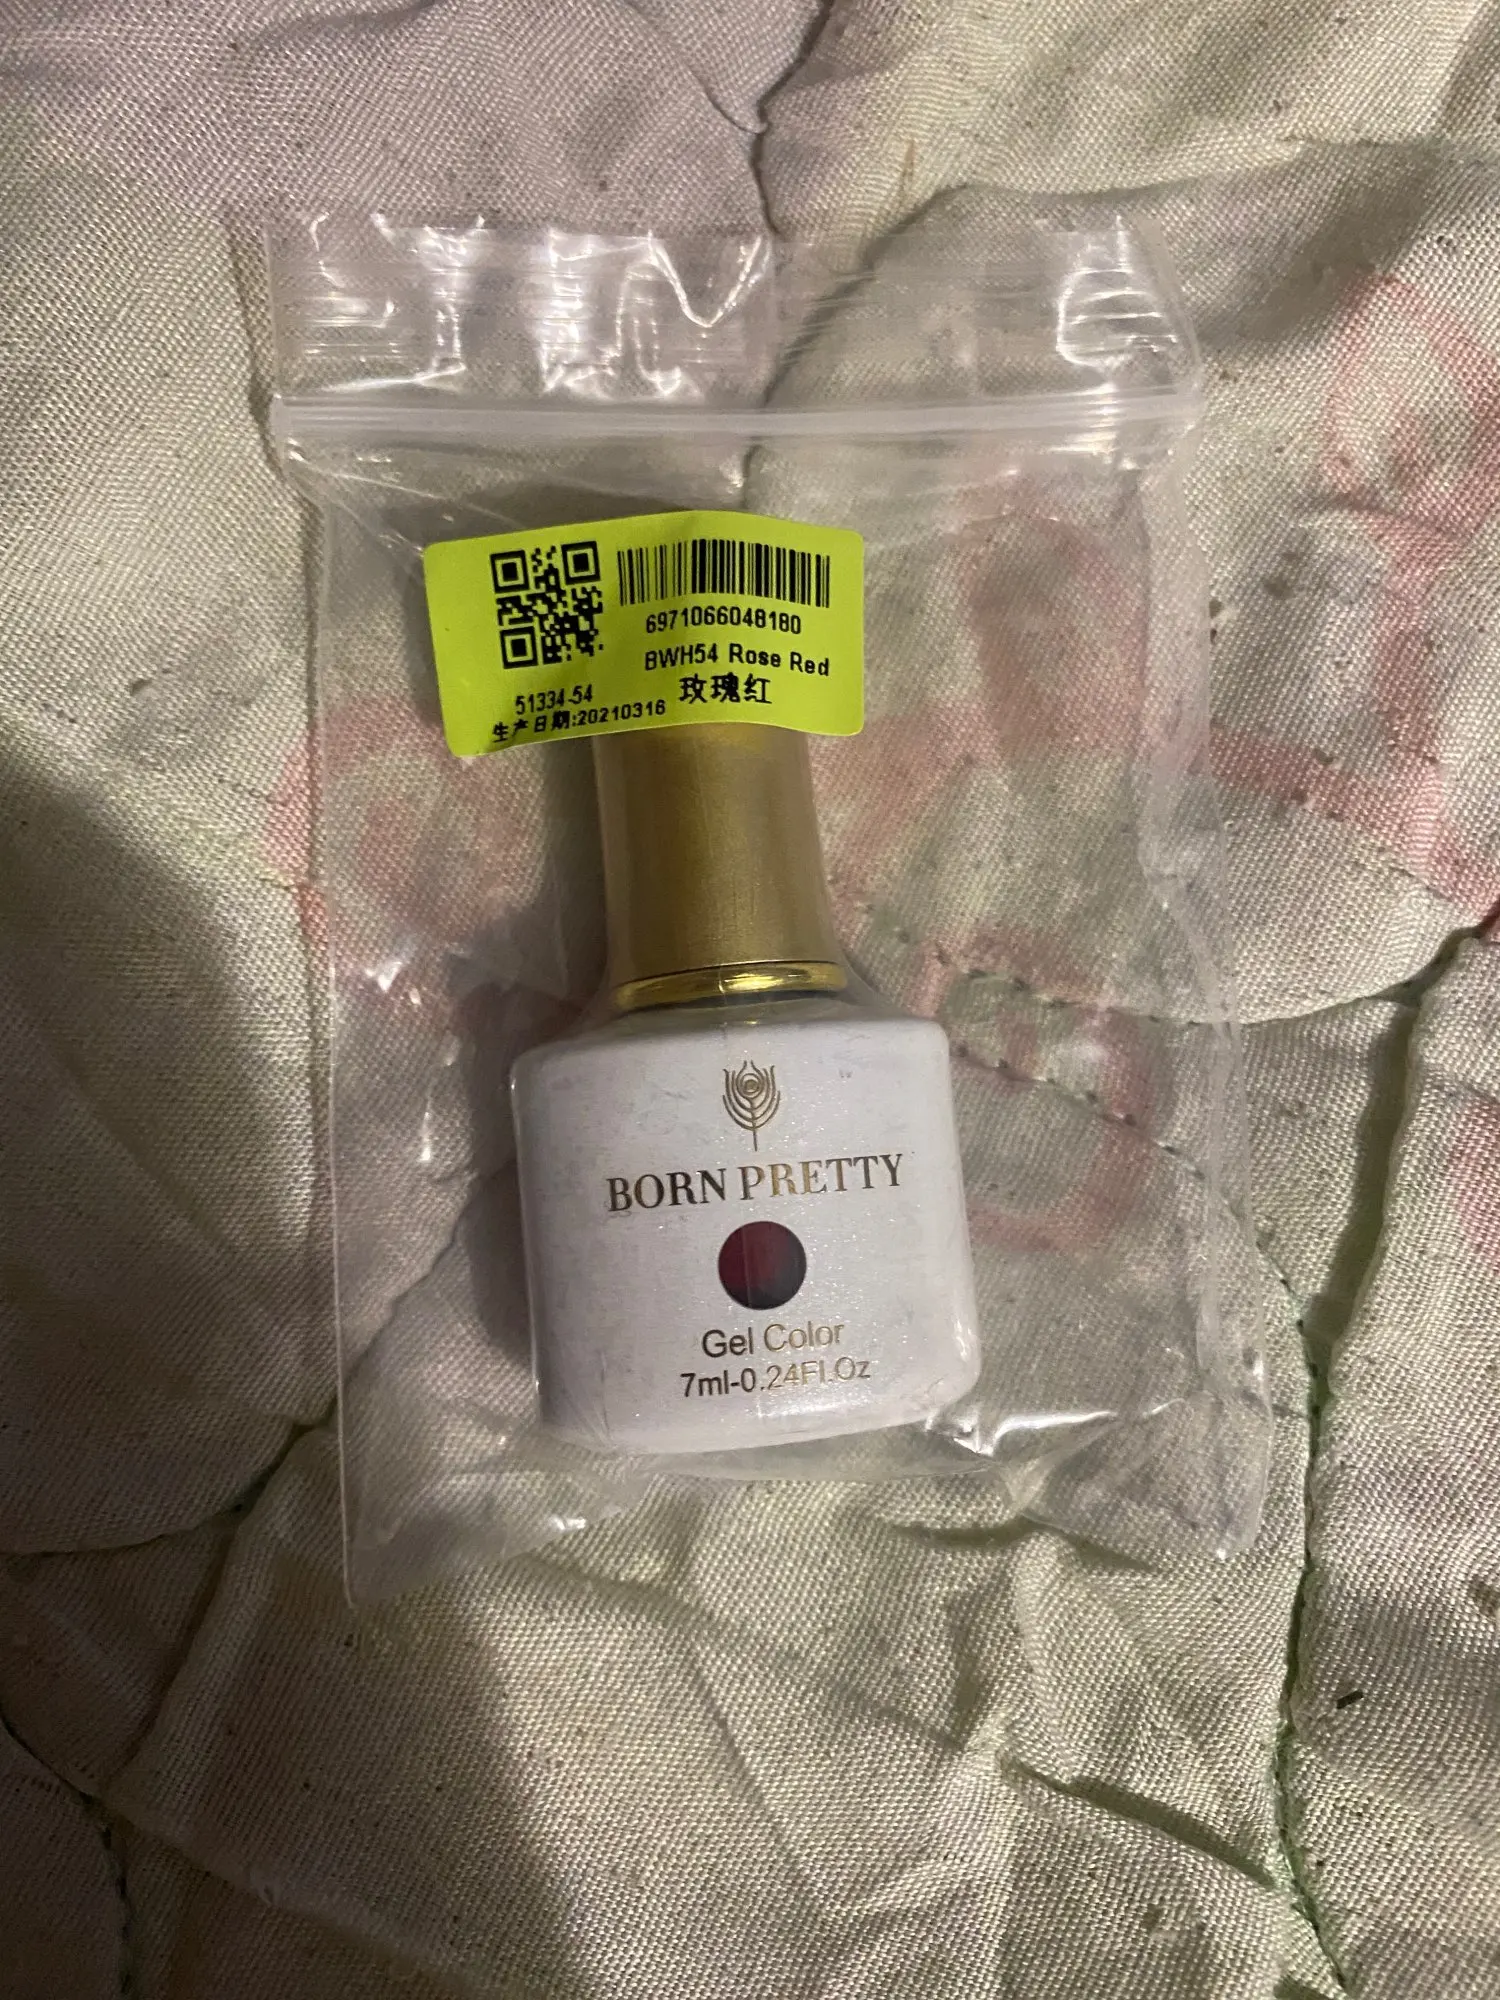 6971066048180
BWH54 Rose Red
51334-54
玫瑰红
生产日期:20210316
BORN PRETTY
Gel Color
7ml-0.24Fl.Oz